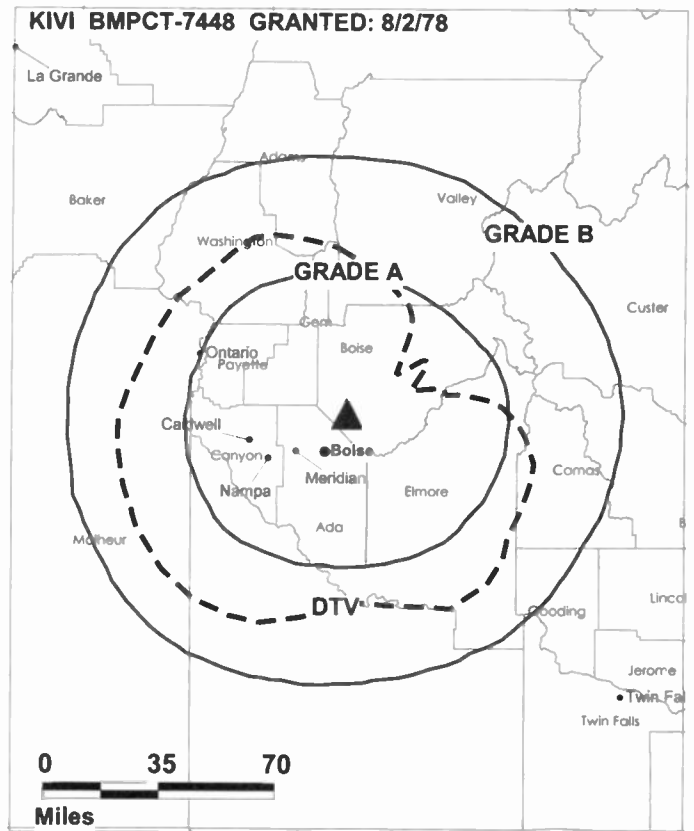 KIVI BMPCT-7448 GRANTED: 8/2/78
La Grande
Adams
Baker
Valley
Washington
GRADE B
GRADE A
Custer
Gem
Boise
Ontario
Payette
Caldwell
Boise
Canyon
Meridian
Comas
Nampa
Elmore
Ada
Malheur
B
DTV
Gooding
Lincol
Jerome
Twin Fal
Twin Falls
0 35 70
Miles